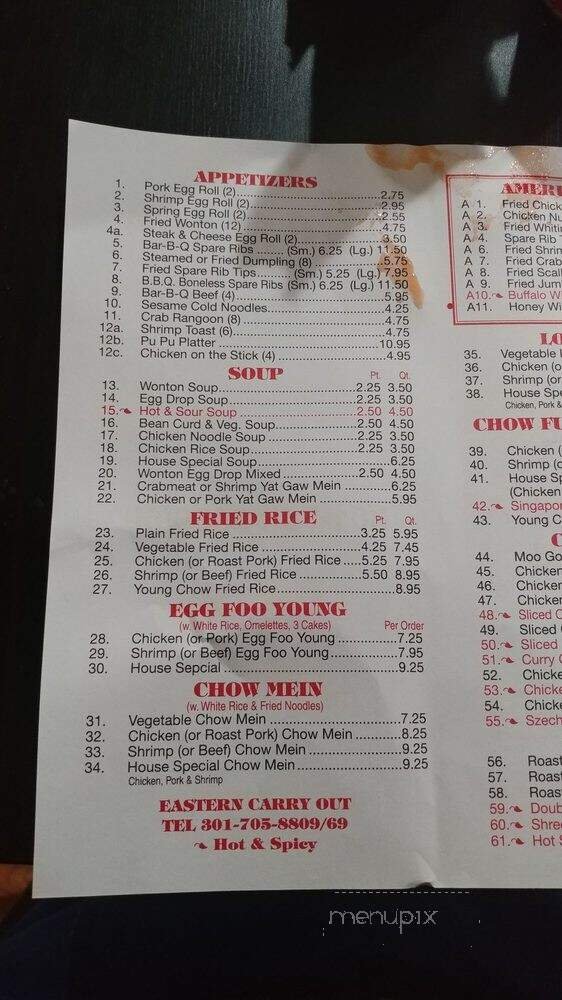 APPETIZERS
1. Pork Egg Roll (2) 2.75
2. Shrimp Egg Roll (2) 2.95
3. Spring Egg Roll (2) 2.55
4. Fried Wonton (12) 4.75
4a. Steak & Cheese Egg Roll (2) 3.50
5. Bar-B-Q Spare Ribs (Sm.) 6.25 (Lg.) 11.50
6. Steamed or Fried Dumpling (8) 5.75
7. Fried Spare Rib Tips (Sm.) 5.25 (Lg.) 7.95
8. B.B.Q. Boneless Spare Ribs (Sm.) 6.25 (Lg.) 11.50
9. Bar-B-Q Beef (4) 5.95
10. Sesame Cold Noodles 4.25
11. Crab Rangoon (8) 4.75
12a. Shrimp Toast (6) 4.75
12b. Pu Pu Platter 10.95
12c. Chicken on the Stick (4) 4.95
SOUP Pt. Qt.
13. Wonton Soup 2.25 3.50
14. Egg Drop Soup 2.25 3.50
15. Hot & Sour Soup 2.50 4.50
16. Bean Curd & Veg. Soup 2.50 4.50
17. Chicken Noodle Soup 2.25 3.50
18. Chicken Rice Soup 2.25 3.50
19. House Special Soup 6.25
20. Wonton Egg Drop Mixed 2.50 4.50
21. Crabmeat or Shrimp Yat Gaw Mein 6.25
22. Chicken or Pork Yat Gaw Mein 5.95
FRIED RICE Pt. Qt.
23. Plain Fried Rice 3.25 5.95
24. Vegetable Fried Rice 4.25 7.45
25. Chicken (or Roast Pork) Fried Rice 5.25 7.95
26. Shrimp (or Beef) Fried Rice 5.50 8.95
27. Young Chow Fried Rice 8.95
EGG FOO YOUNG
(w. White Rice, Omelettes, 3 Cakes) Per Order
28. Chicken (or Pork) Egg Foo Young 7.25
29. Shrimp (or Beef) Egg Foo Young 7.95
30. House Sepcial 9.25
CHOW MEIN
(w. White Rice & Fried Noodles)
31. Vegetable Chow Mein 7.25
32. Chicken (or Roast Pork) Chow Mein 8.25
33. Shrimp (or Beef) Chow Mein 9.25
34. House Special Chow Mein 9.25
Chicken, Pork & Shrimp
EASTERN CARRY OUT
TEL 301-705-8809/69
Hot & Spicy
AMERI
A 1. Fried Chick
A 2. Chicken Nu
A 3. Fried Whiti
A 4. Spare Rib
A 6. Fried Shrim
A 7. Fried Crab
A 8. Fried Scall
A 9. Fried Jum
A10. Buffalo W
A11. Honey Wi
LO
35. Vegetable
36. Chicken (o
37. Shrimp (or
38. House Spe
Chicken, Pork &
CHOW FU
39. Chicken (
40. Shrimp (o
41. House Sp
(Chicken
42. Singapor
43. Young C
C
44. Moo Go
45. Chicken
46. Chicken
47. Chicken
48. Sliced C
49. Sliced
50. Sliced
51. Curry C
52. Chicke
53. Chicke
54. Chicke
55. Szech
56. Roast
57. Roast
58. Roas
59. Doub
60. Shre
61. Hot S
menupix